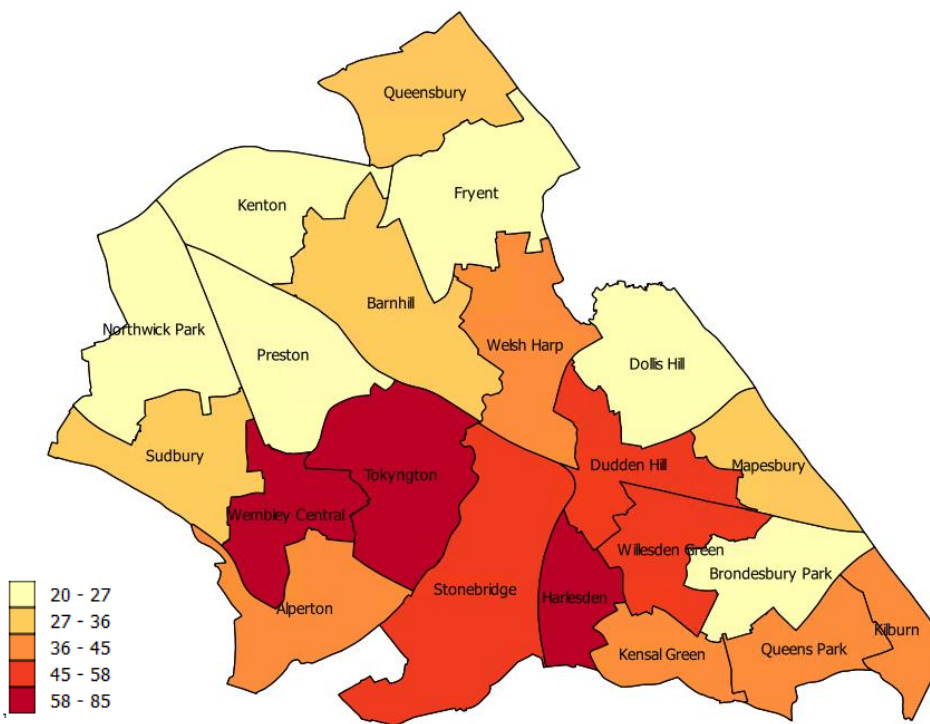 Queensbury
Fryent
Kenton
Barnhill
Northwick Park
Welsh Harp
Preston
Dollis Hill
Sudbury
Tokyngton
Dudden Hill
Mapesbury
Wembley Central
Willesden Green
Brondesbury Park
Stonebridge
Harlesden
Alperton
Kilburn
Kensal Green
Queens Park
20 - 27
27 - 36
36 - 45
45 - 58
58 - 85